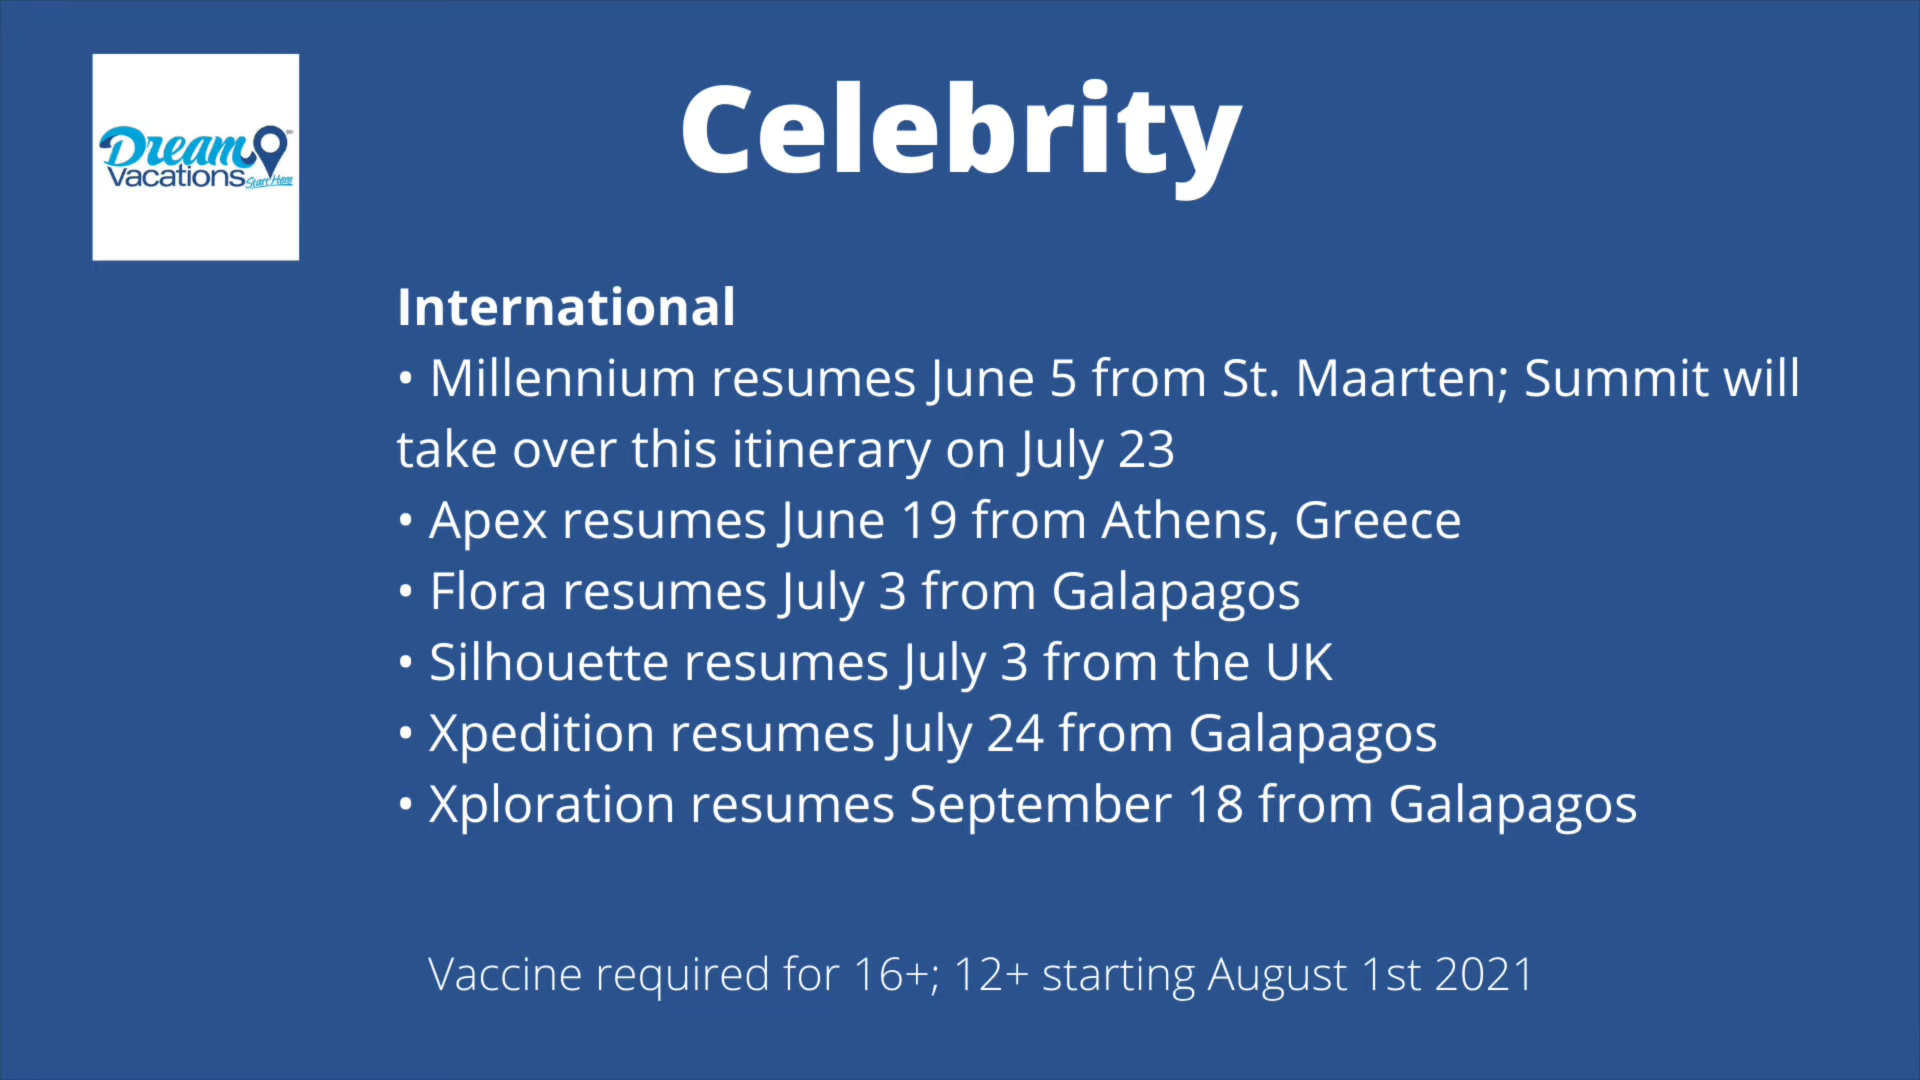 Dream
Vacations
Start Here
Celebrity
International
• Millennium resumes June 5 from St. Maarten; Summit will
take over this itinerary on July 23
• Apex resumes June 19 from Athens, Greece
• Flora resumes July 3 from Galapagos
• Silhouette resumes July 3 from the UK
• Xpedition resumes July 24 from Galapagos
• Xploration resumes September 18 from Galapagos
Vaccine required for 16+; 12+ starting August 1st 2021